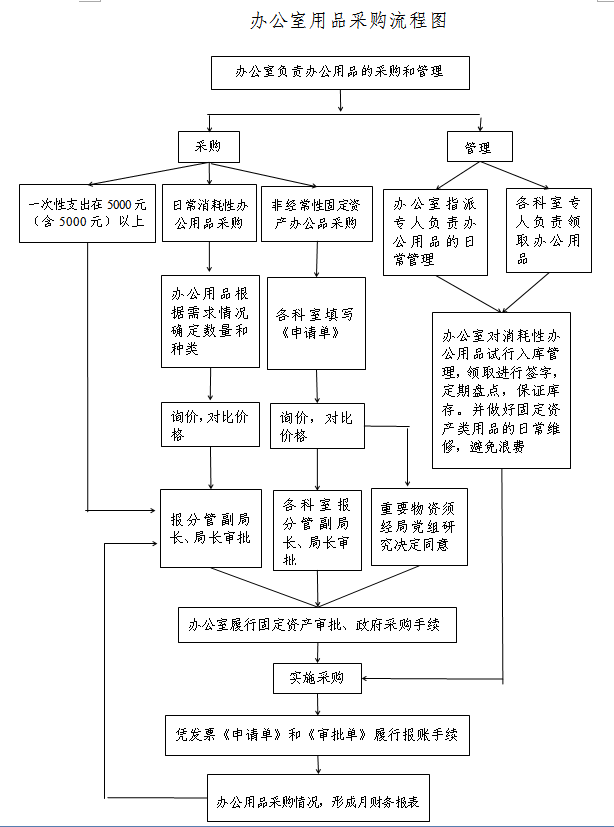 办公室用品采购流程图
办公室负责办公用品的采购和管理
采购
管理
一次性支出在5000元
（含5000元）以上
日常消耗性办
公用品采购
非经常性固定资
产办公品采购
办公室指派
专人负责办
公用品的日
常管理
各科室专
人负责领
取办公用
品
办公用品根
据需求情况
确定数量和
种类
各科室填写
《申请单》
办公室对消耗性办
公用品试行入库管
理，领取进行签字，
定期盘点，保证库
存。并做好固定资
产类用品的日常维
修，避免浪费
询价，对比价
格
询价，对比
价格
报分管副局
长、局长审批
各科室报
分管副局
长、局长审
批
重要物资须
经局党组研
究决定同意
办公室履行固定资产审批、政府采购手续
实施采购
凭发票《申请单》和《审批单》履行报账手续
办公用品采购情况，形成月财务报表